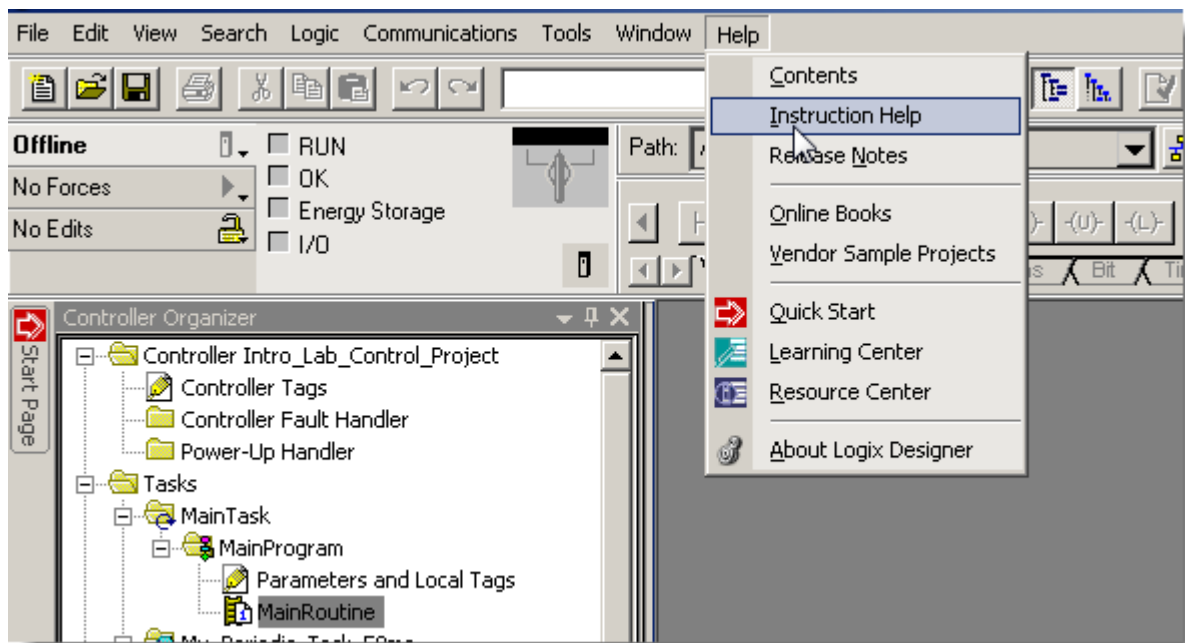 File Edit View Search Logic Communications Tools Window Help
Contents
Instruction Help
Release Notes
Online Books
Vendor Sample Projects
Quick Start
Learning Center
Resource Center
About Logix Designer
Offline
No Forces
No Edits
RUN
OK
Energy Storage
I/O
Path:
-(U)- -(L)-
Bit
Start Page
Controller Organizer
Controller Intro_Lab_Control_Project
Controller Tags
Controller Fault Handler
Power-Up Handler
Tasks
MainTask
MainProgram
Parameters and Local Tags
MainRoutine